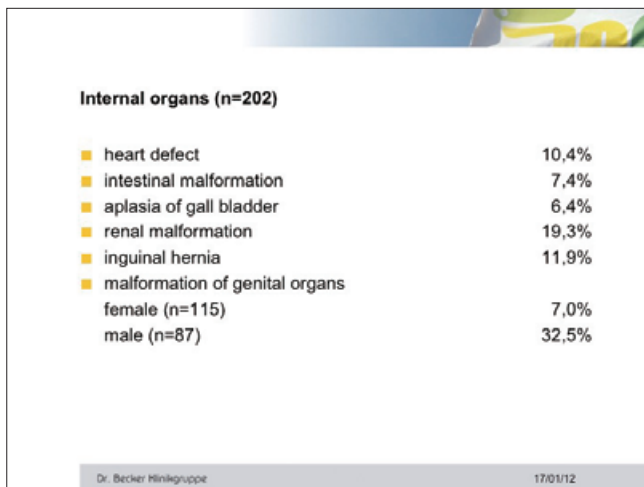 Internal organs (n=202)
heart defect 10,4%
intestinal malformation 7,4%
aplasia of gall bladder 6,4%
renal malformation 19,3%
inguinal hernia 11,9%
malformation of genital organs
female (n=115) 7,0%
male (n=87) 32,5%
Dr. Becker Klinikgruppe 17/01/12